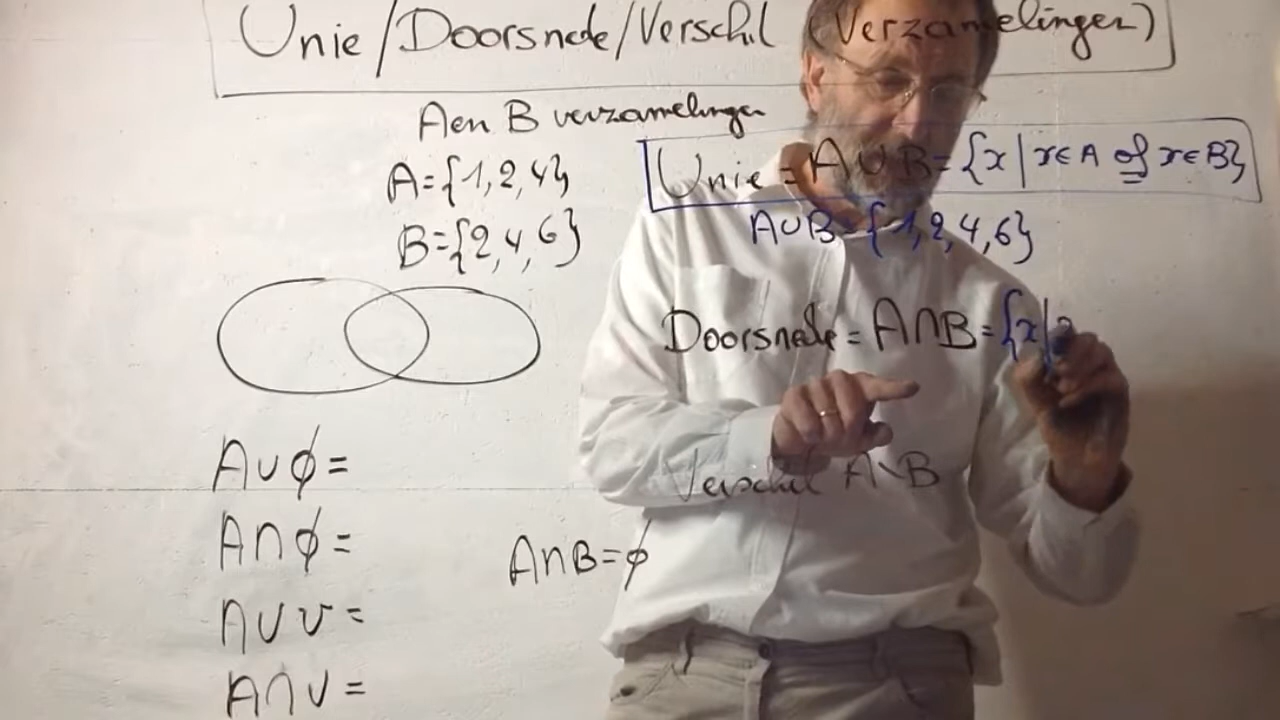 Unie/Doorsnede/Verschil (Verzamelingen)
A en B verzamelingen
A={1,2,4}
B={2,4,6}
Unie = A∪B={x|x∈A of x∈B}
A∪B={1,2,4,6}
Doorsnede = A∩B={x|
Verschil A\B
A∪ϕ=
A∩ϕ=
A∩B=ϕ
A∪V=
A∩V=